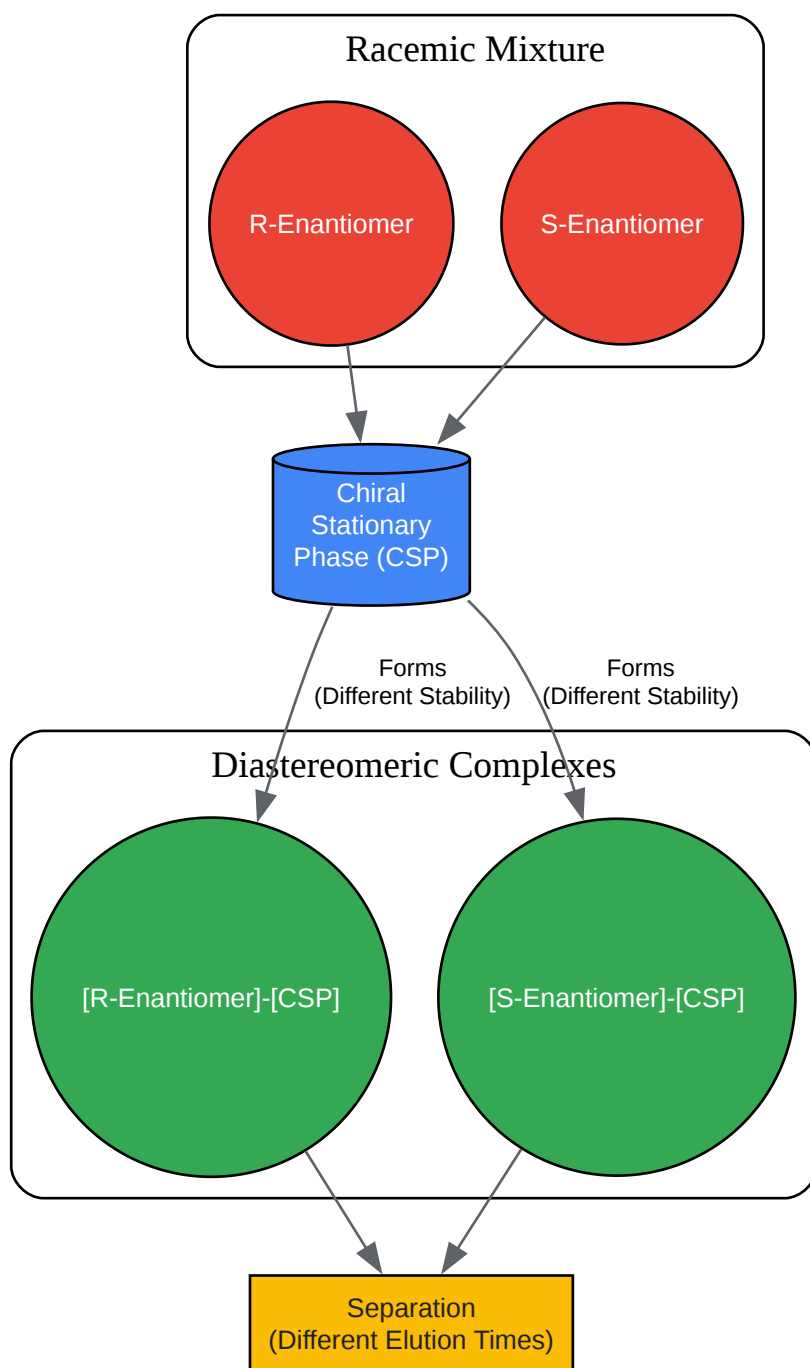 Racemic Mixture
R-Enantiomer
S-Enantiomer
Chiral
Stationary
Phase (CSP)
Forms
(Different Stability)
Forms
(Different Stability)
Diastereomeric Complexes
[R-Enantiomer]-[CSP]
[S-Enantiomer]-[CSP]
Separation
(Different Elution Times)